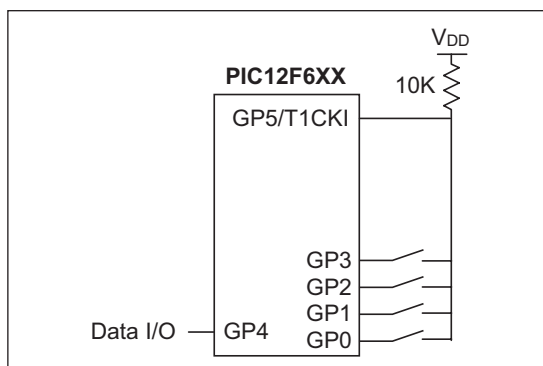 VDD
PIC12F6XX
10K
GP5/T1CKI
GP3
GP2
GP1
Data I/O
GP4
GP0